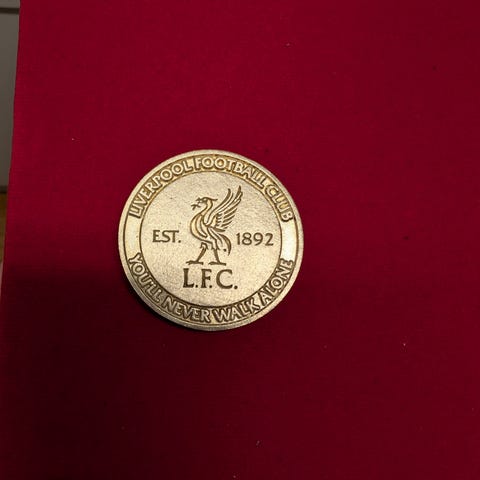 LIVERPOOL FOOTBALL CLUB
EST. 1892
L.F.C.
YOU'LL NEVER WALK ALONE